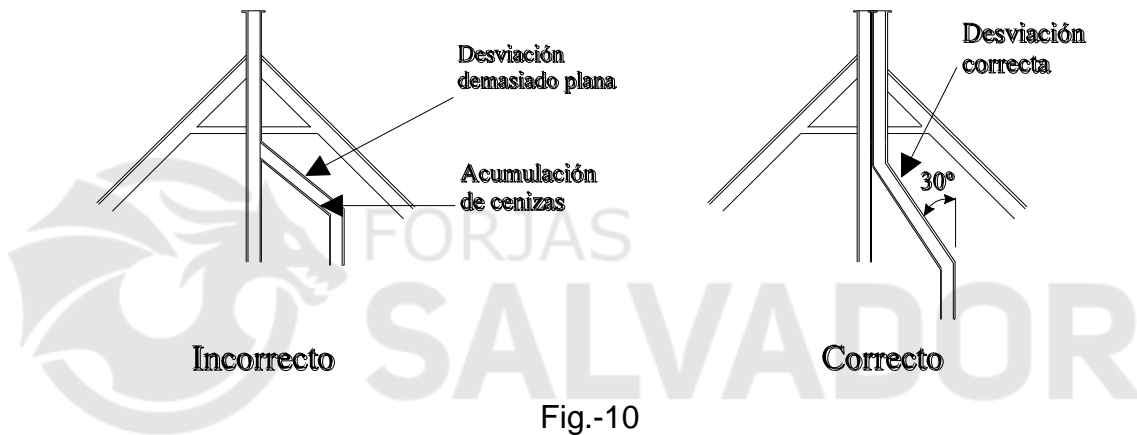 Desviación
demasiado plana
Acumulación
de cenizas
Incorrecto
Desviación
correcta
30º
Correcto
FORJAS
SALVADOR
Fig.-10